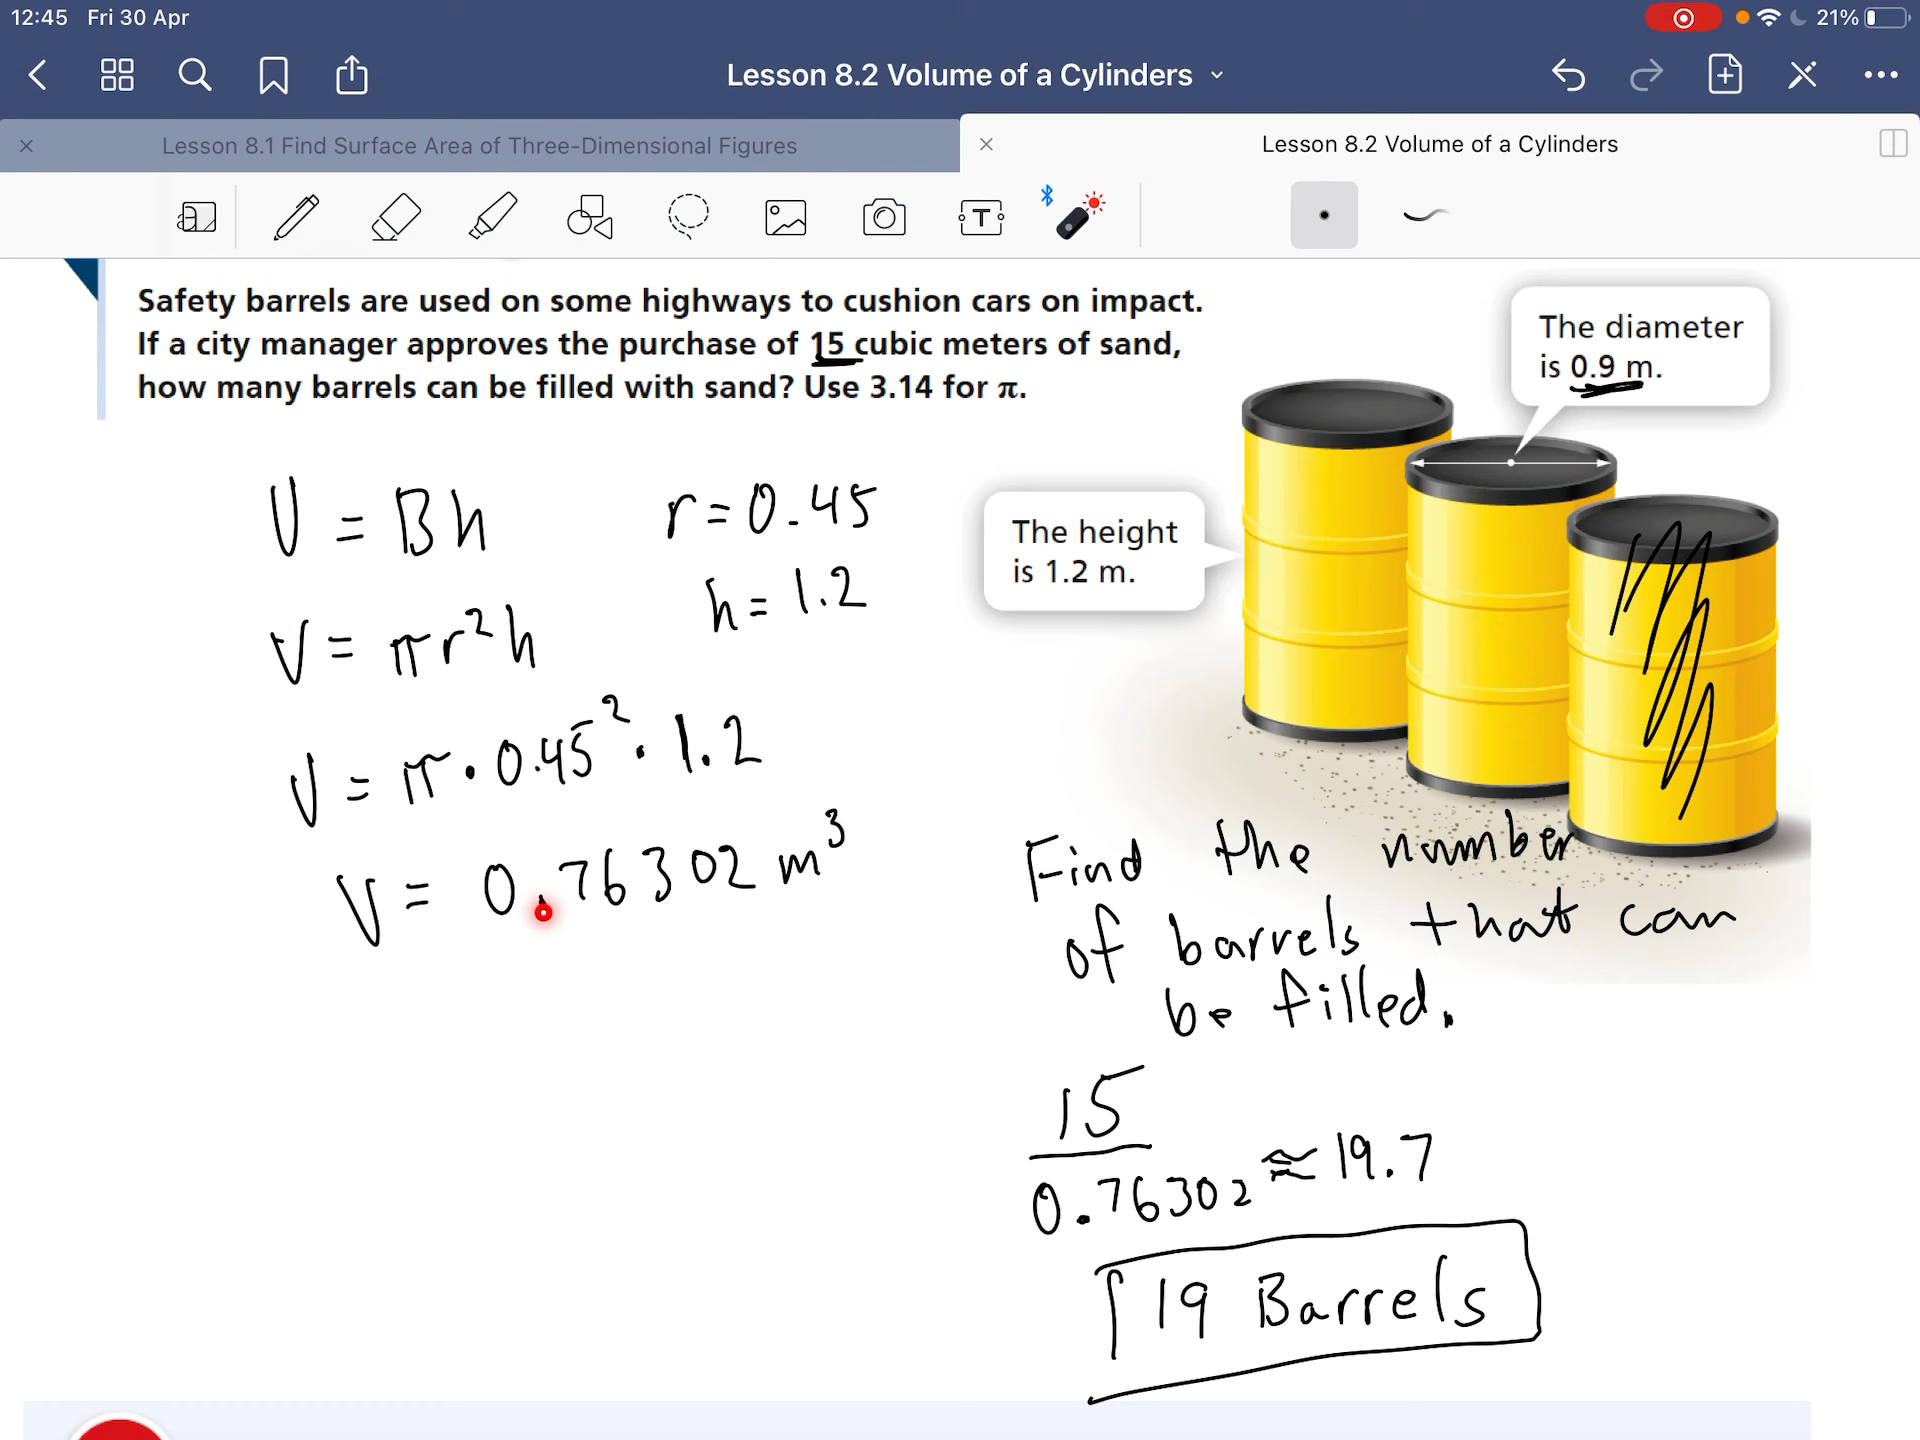 12:45 Fri 30 Apr
21%
Lesson 8.2 Volume of a Cylinders
Lesson 8.1 Find Surface Area of Three-Dimensional Figures
Lesson 8.2 Volume of a Cylinders
a
T
Safety barrels are used on some highways to cushion cars on impact.
If a city manager approves the purchase of 15 cubic meters of sand,
how many barrels can be filled with sand? Use 3.14 for π.
The diameter
is 0.9 m.
The height
is 1.2 m.
V = Bh
r = 0.45
h = 1.2
V = πr²h
V = π · 0.45² · 1.2
V = 0.76302 m³
Find the number
of barrels that can
be filled.
15
0.76302 ≈ 19.7
19 Barrels